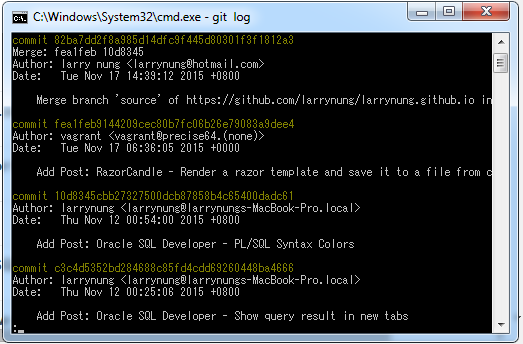 C:\Windows\System32\cmd.exe - git log
commit 82ba7dd2f8a985d14dfc9f445d80301f3f1812a3
Merge: fea1feb 10d8345
Author: larry nung <larrynung@hotmail.com>
Date: Tue Nov 17 14:39:12 2015 +0800
Merge branch 'source' of https://github.com/larrynung/larrynung.github.io in
commit fea1feb9144209cec80b7fc06b26e79083a9dee4
Author: vagrant <vagrant@precise64.(none)>
Date: Tue Nov 17 06:36:05 2015 +0000
Add Post: RazorCandle - Render a razor template and save it to a file from c
commit 10d8345cbb27327500dcb87858b4c65400dadc61
Author: larrynung <larrynung@larrynungs-MacBook-Pro.local>
Date: Thu Nov 12 00:54:00 2015 +0800
Add Post: Oracle SQL Developer - PL/SQL Syntax Colors
commit c3c4d5352bd284688c85fd4cdd69260448ba4666
Author: larrynung <larrynung@larrynungs-MacBook-Pro.local>
Date: Thu Nov 12 00:25:06 2015 +0800
Add Post: Oracle SQL Developer - Show query result in new tabs
: